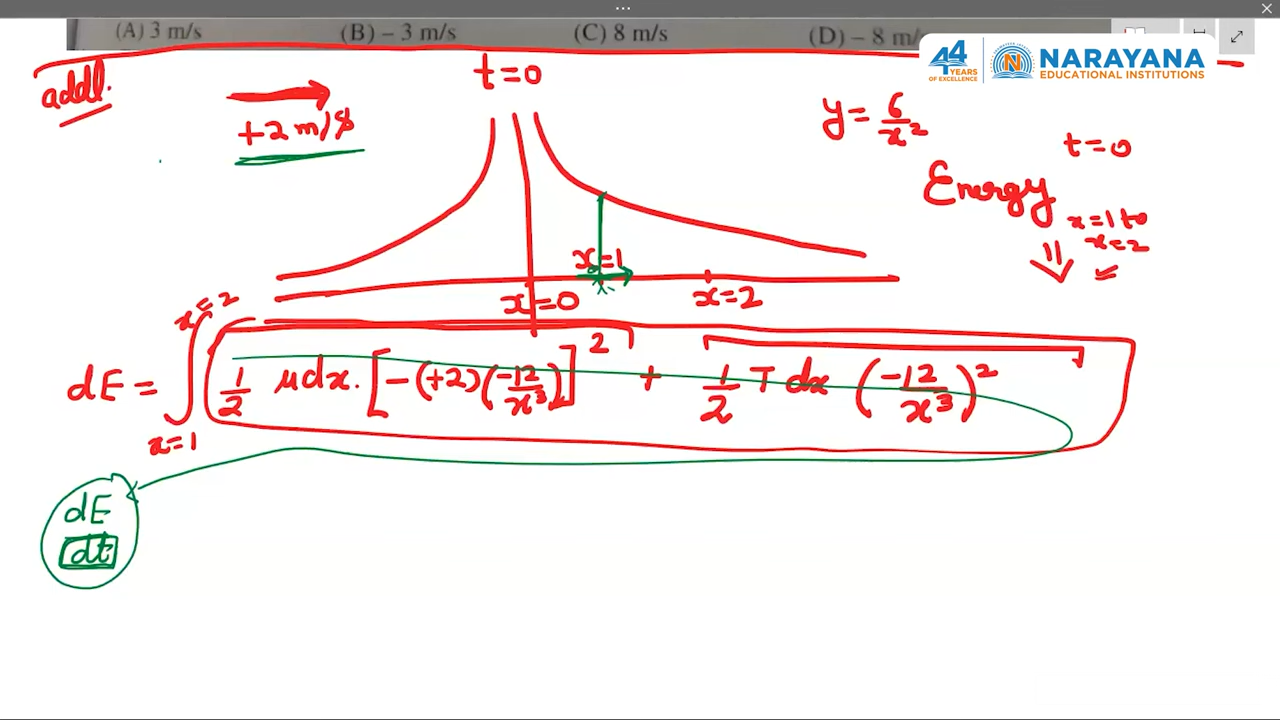 (A) 3 m/s (B) – 3 m/s (C) 8 m/s (D) – 8 m/s
44 YEARS OF EXCELLENCE
N
NARAYANA
EDUCATIONAL INSTITUTIONS
addl.
t=0
+2 m/s
y = 6/x²
t=0
Energy
x=1 to
x=2
x=1
x=0
x=2
dE = ∫ x=1 x=2 1/2 μdx. [-(+2)(-12/x³)]² + 1/2 T dx (-12/x³)²
dE
dt